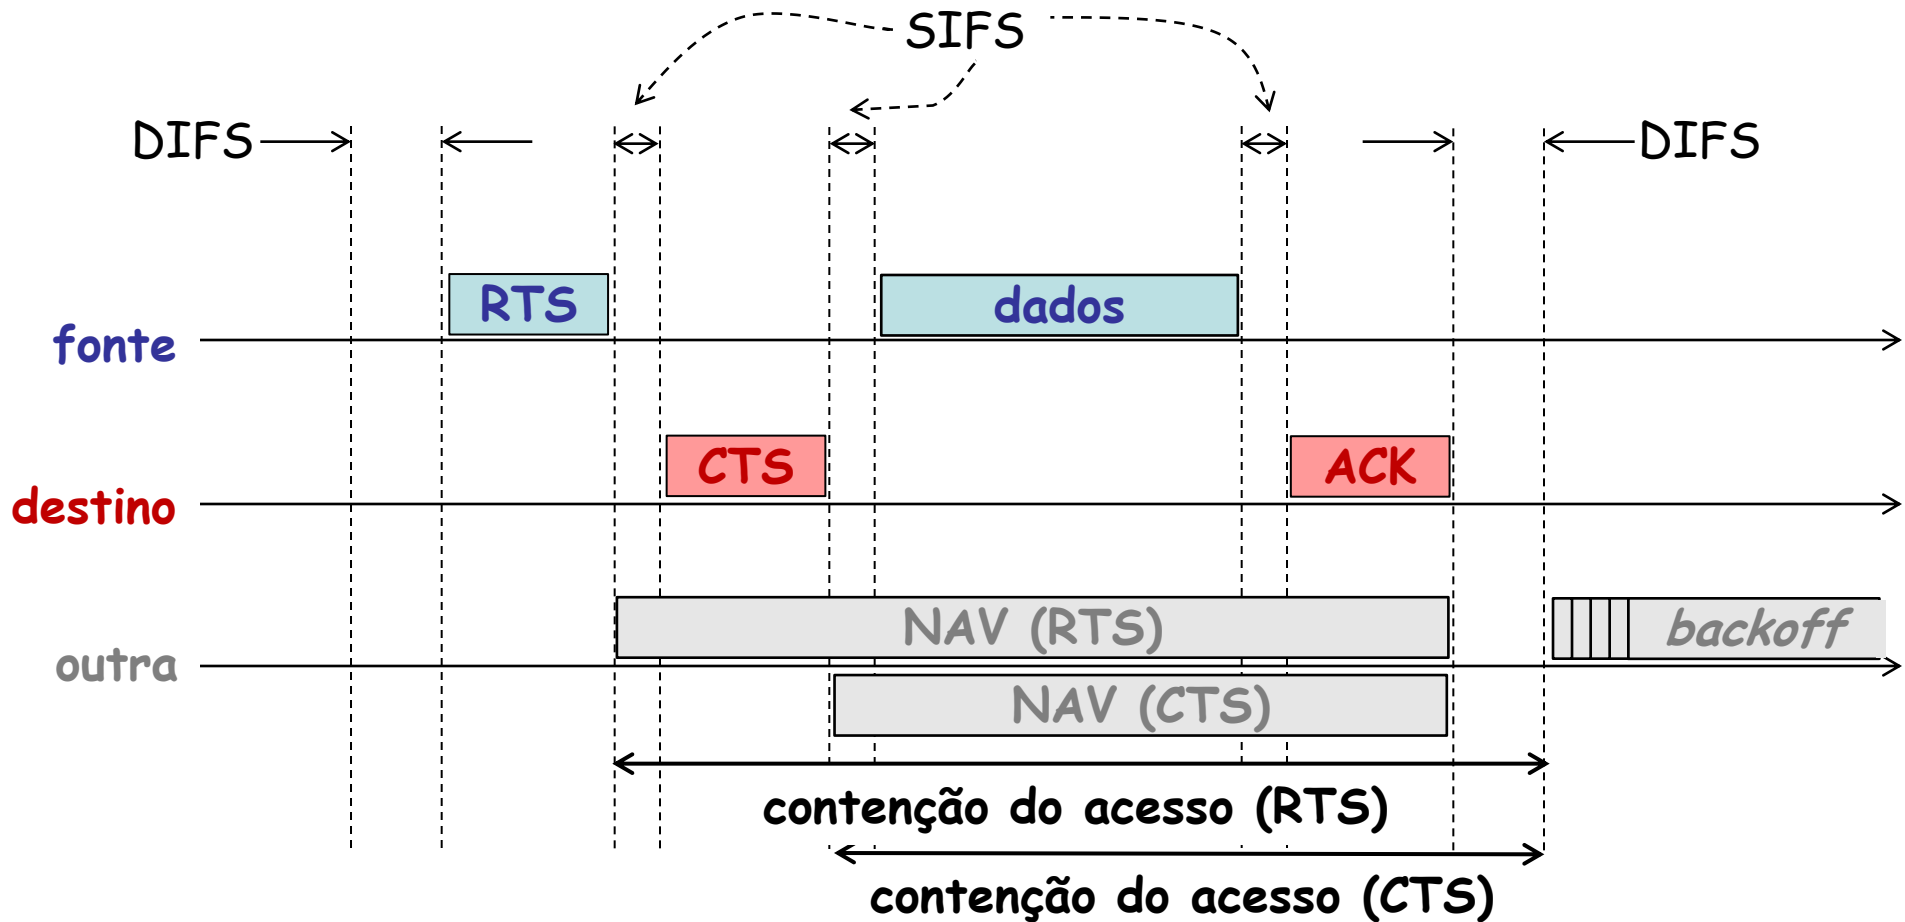 SIFS
DIFS
DIFS
RTS
dados
fonte
CTS
ACK
destino
NAV (RTS)
backoff
outra
NAV (CTS)
contenção do acesso (RTS)
contenção do acesso (CTS)